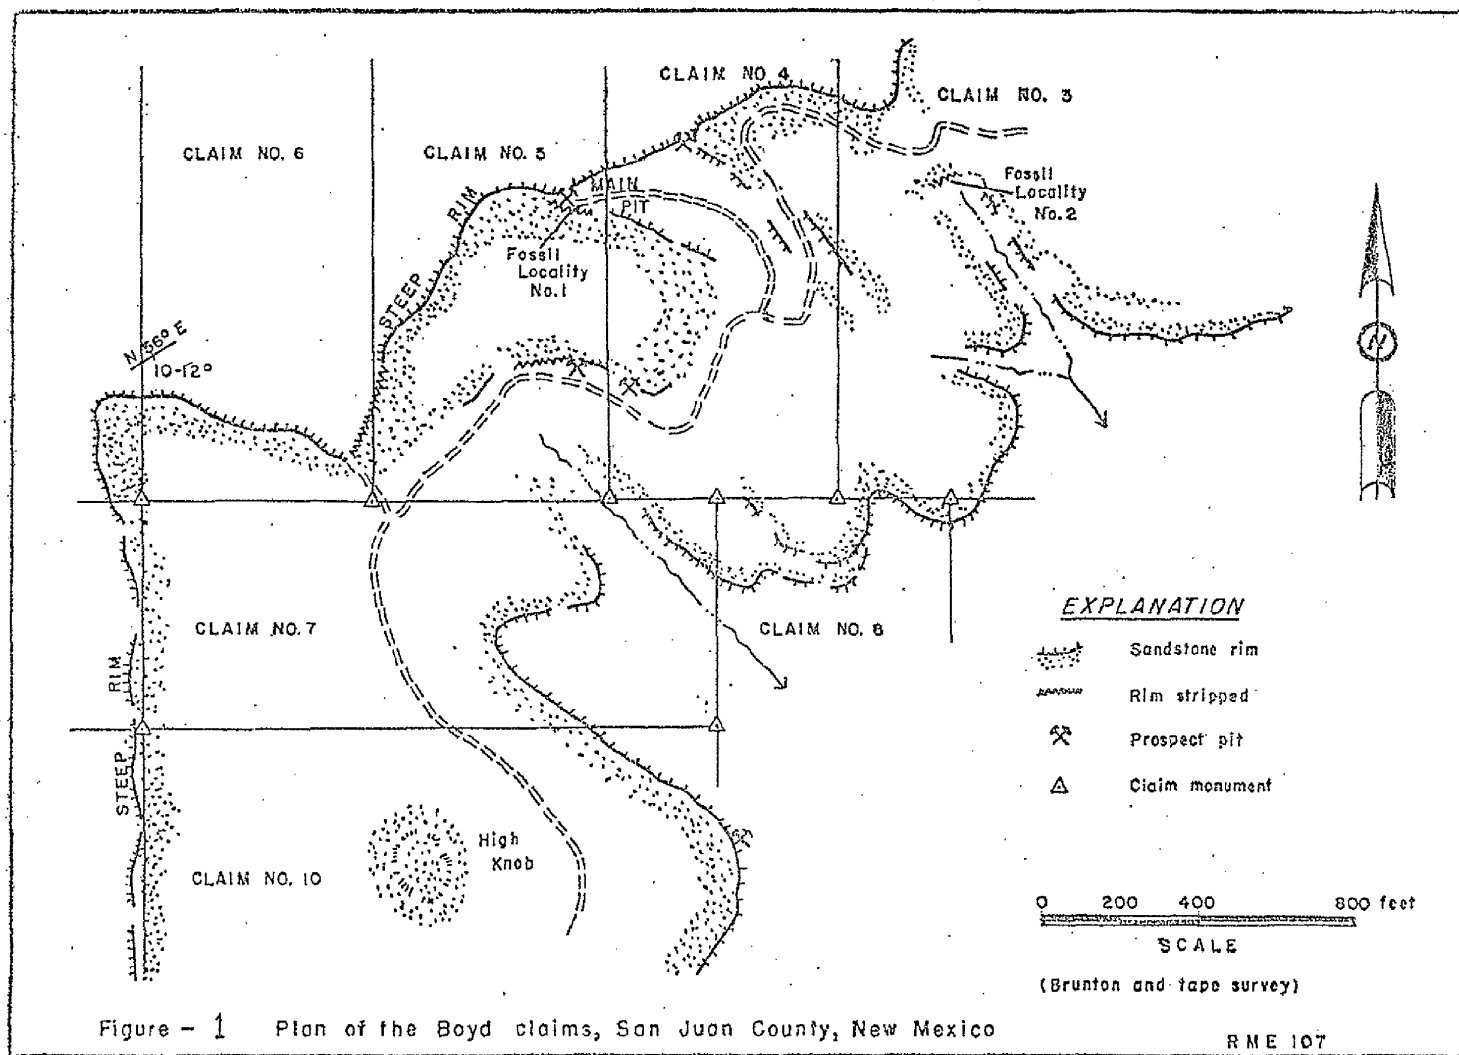 CLAIM NO. 4
CLAIM NO. 3
CLAIM NO. 6
CLAIM NO. 5
MAIN
PIT
Fossil
Locality
No. 2
RIM
STEEP
Fossil
Locality
No. 1
N 36° E
10-12°
N
CLAIM NO. 7
CLAIM NO. 8
RIM
STEEP
High
Knob
CLAIM NO. 10
EXPLANATION
Sandstone rim
Rim stripped
Prospect pit
Claim monument
0 200 400 800 feet
SCALE
(Brunton and tape survey)
Figure - 1 Plan of the Boyd claims, San Juan County, New Mexico
RME 107